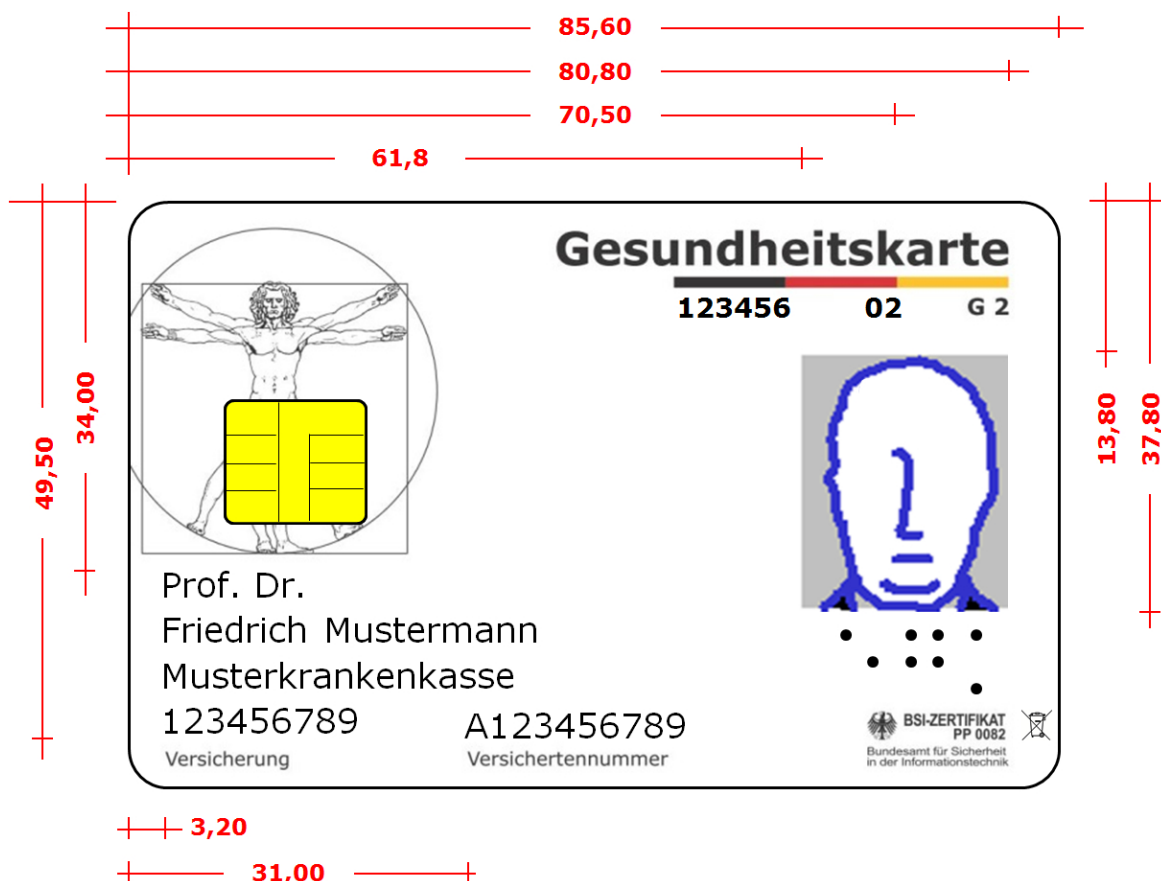 85,60
80,80
70,50
61,8
49,50
34,00
13,80
37,80
Gesundheitskarte
123456 02 G 2
Prof. Dr.
Friedrich Mustermann
Musterkrankenkasse
123456789 A123456789
Versicherung Versichertennummer
BSI-ZERTIFIKAT
PP 0082
Bundesamt für Sicherheit
in der Informationstechnik
3,20
31,00